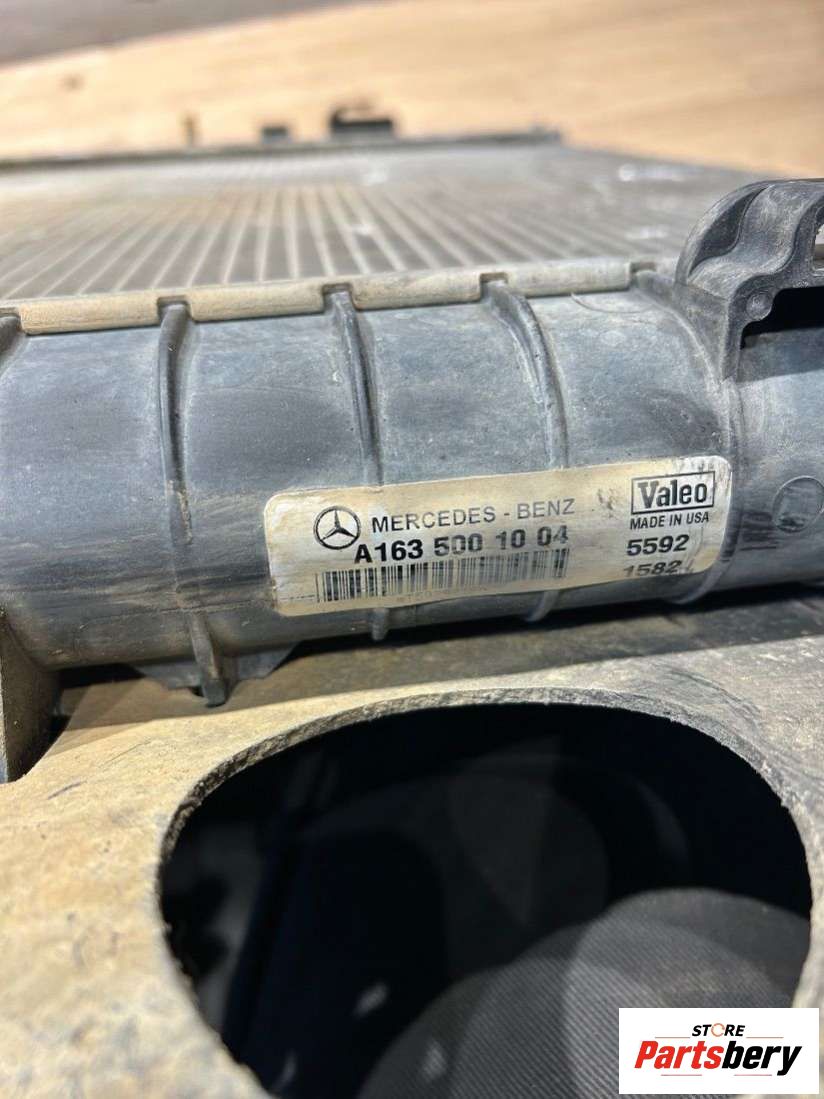 MERCEDES - BENZ
A163 500 10 04
Valeo
MADE IN USA
5592
1582
STORE
Partsbery